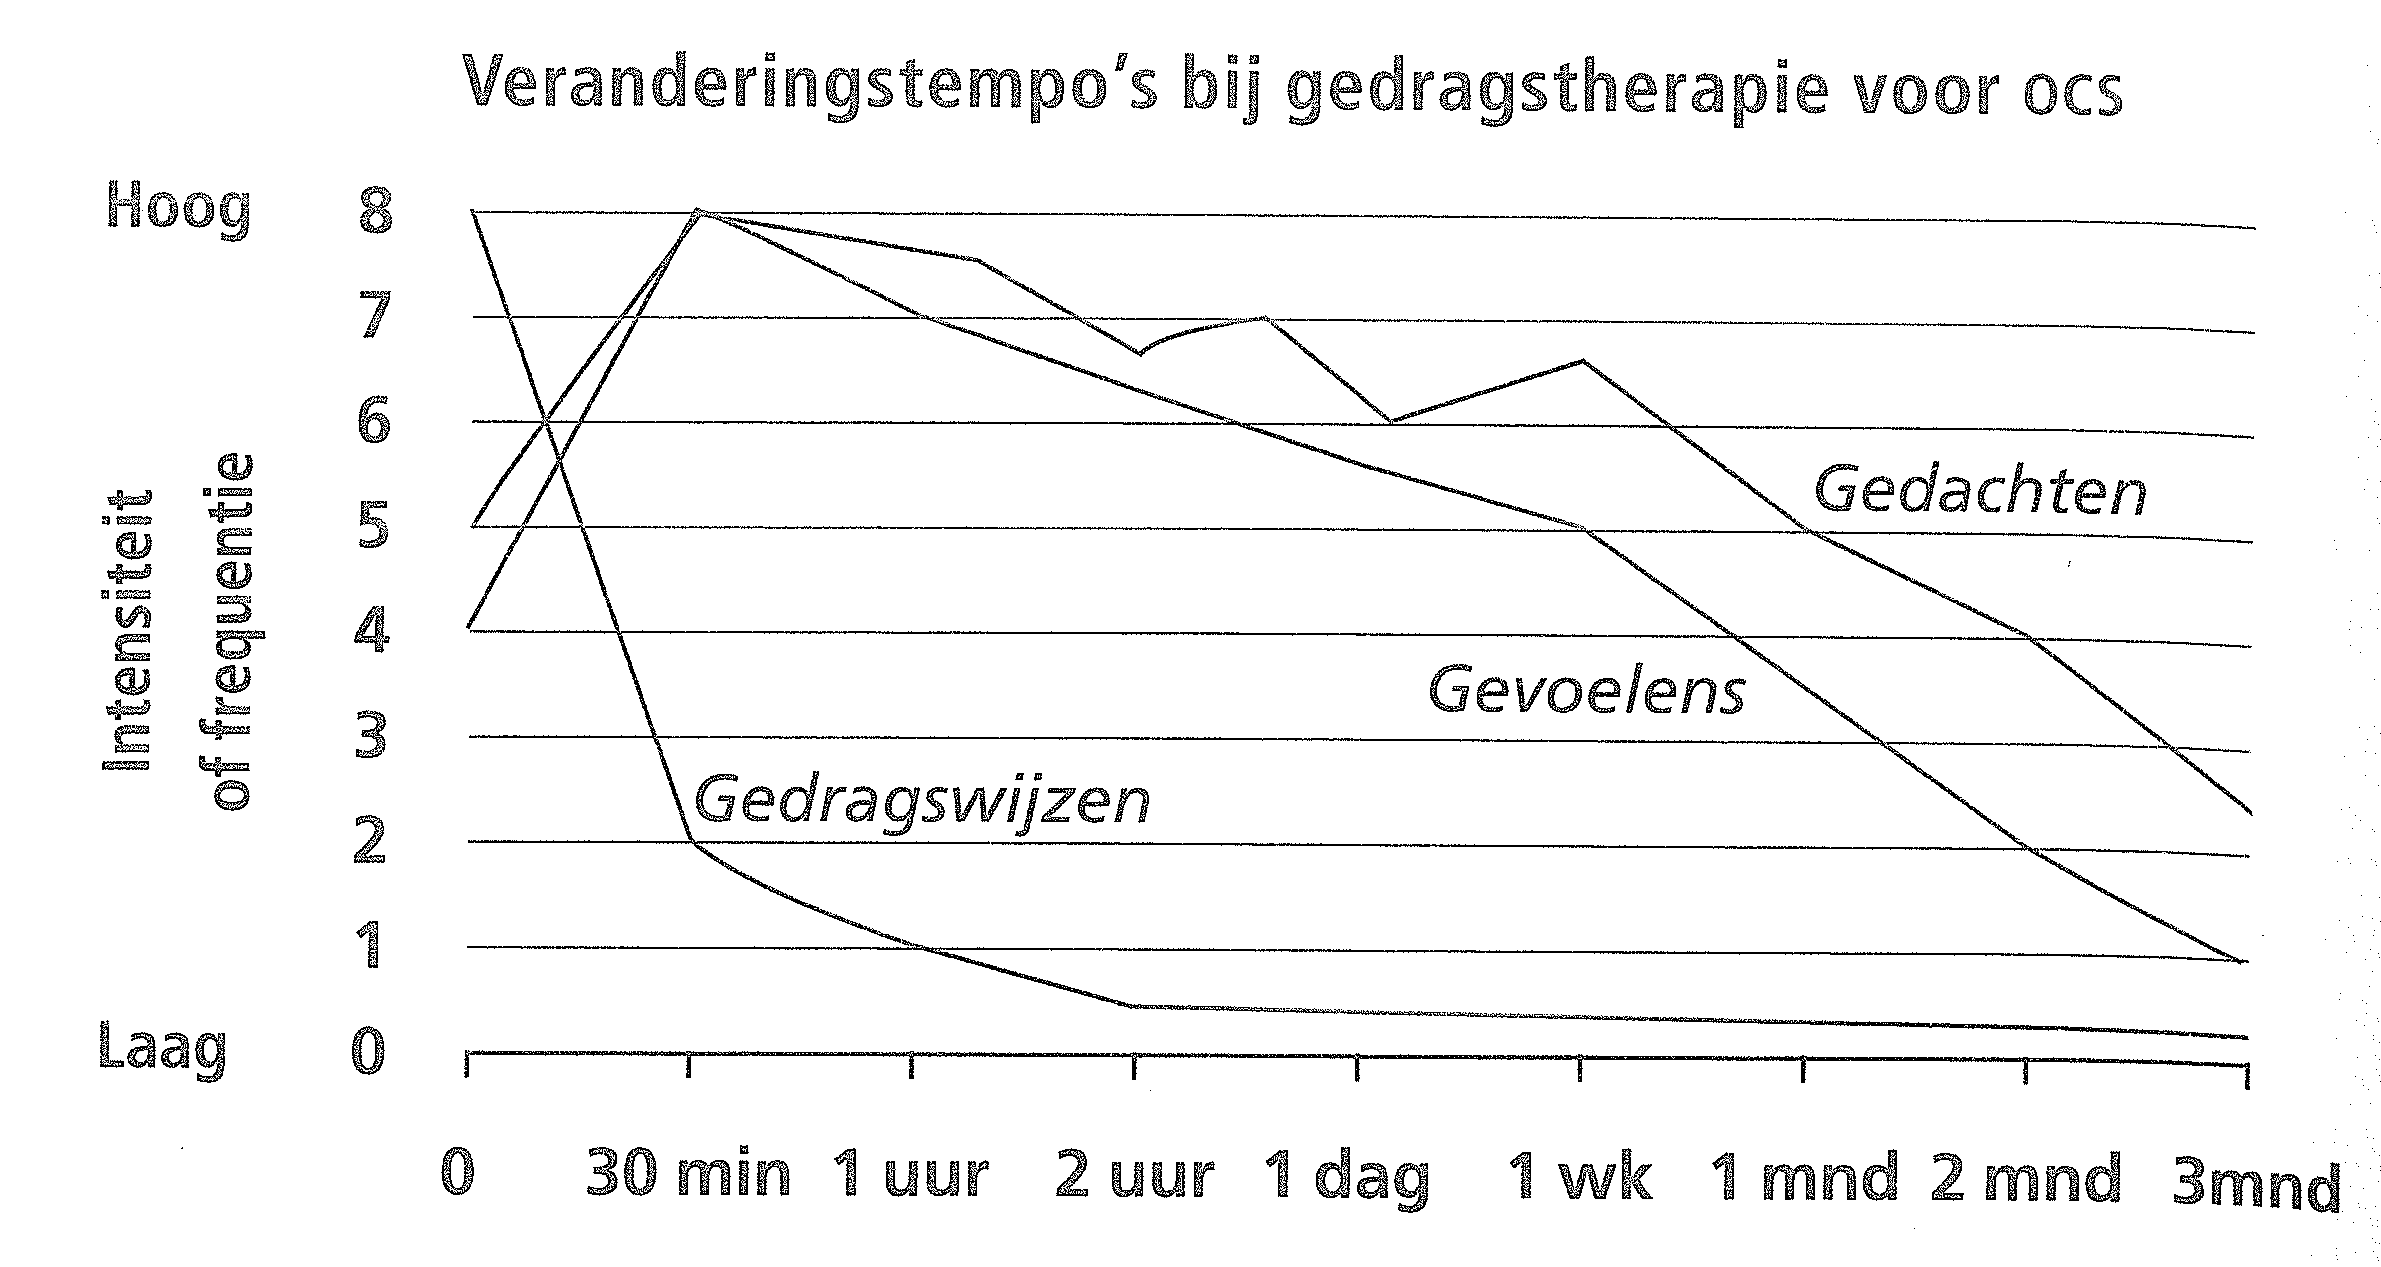 Veranderingstempo's bij gedragstherapie voor ocs
Hoog
8
7
6
5
4
3
2
1
Laag
0
Intensiteit
of frequentie
Gedachten
Gevoelens
Gedragswijzen
0 30 min 1 uur 2 uur 1 dag 1 wk 1 mnd 2 mnd 3mnd